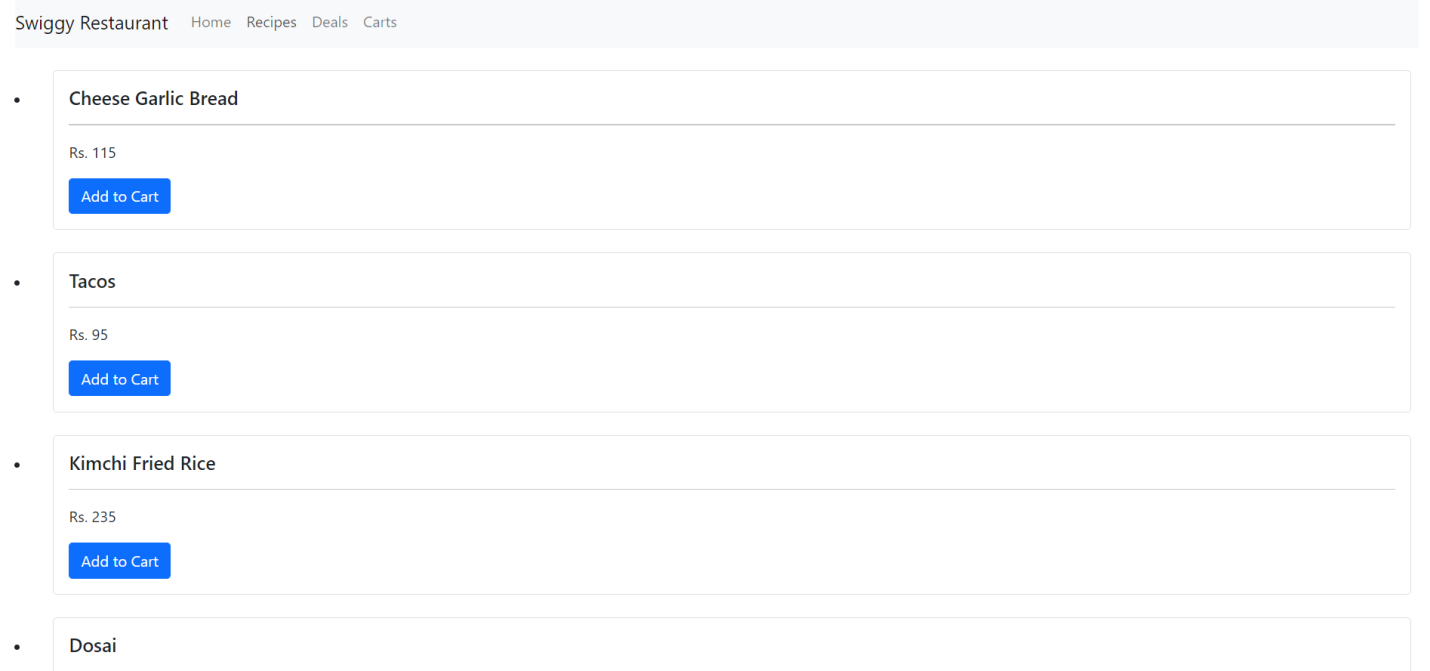 Swiggy Restaurant Home Recipes Deals Carts
Cheese Garlic Bread
Rs. 115
Add to Cart
Tacos
Rs. 95
Add to Cart
Kimchi Fried Rice
Rs. 235
Add to Cart
Dosai